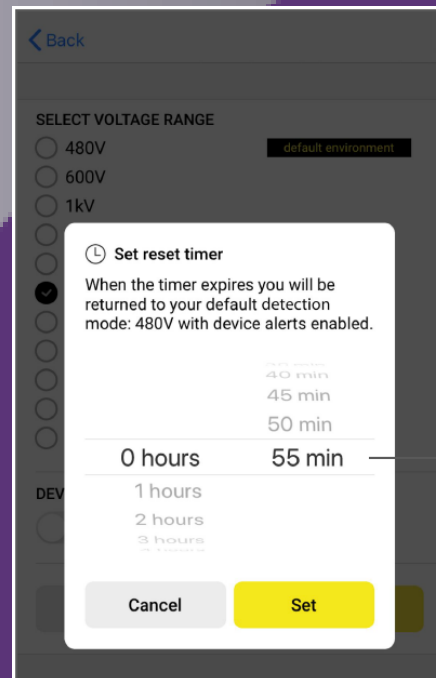 Back
SELECT VOLTAGE RANGE
480V default environment
600V
1kV
Set reset timer
When the timer expires you will be
returned to your default detection
mode: 480V with device alerts enabled.
40 min
45 min
50 min
0 hours 55 min
1 hours
2 hours
3 hours
DEV
Cancel Set